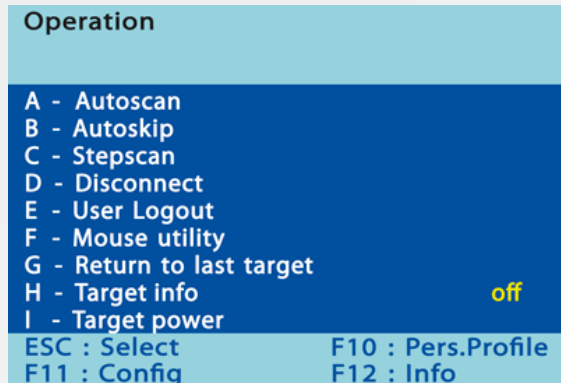 Operation
A - Autoscan
B - Autoskip
C - Stepscan
D - Disconnect
E - User Logout
F - Mouse utility
G - Return to last target
H - Target info off
I - Target power
ESC : Select F10 : Pers.Profile
F11 : Config F12 : Info